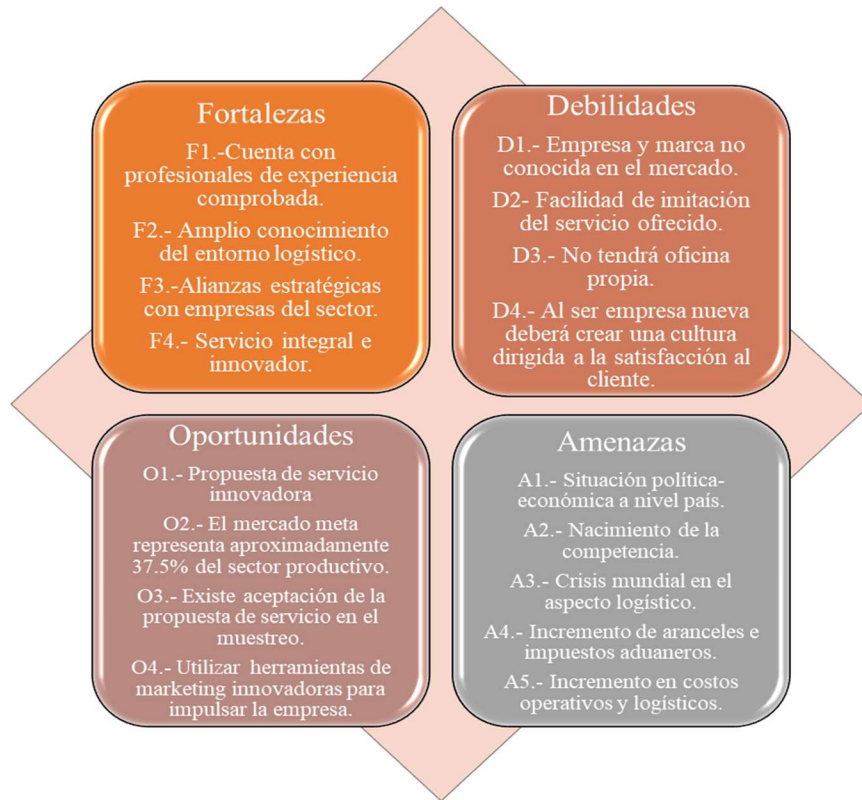 Fortalezas
F1.-Cuenta con
profesionales de experiencia
comprobada.
F2.- Amplio conocimiento
del entorno logístico.
F3.-Alianzas estratégicas
con empresas del sector.
F4.- Servicio integral e
innovador.
Debilidades
D1.- Empresa y marca no
conocida en el mercado.
D2- Facilidad de imitación
del servicio ofrecido.
D3.- No tendrá oficina
propia.
D4.- Al ser empresa nueva
deberá crear una cultura
dirigida a la satisfacción al
cliente.
Oportunidades
O1.- Propuesta de servicio
innovadora
O2.- El mercado meta
representa aproximadamente
37.5% del sector productivo.
O3.- Existe aceptación de la
propuesta de servicio en el
muestreo.
O4.- Utilizar herramientas de
marketing innovadoras para
impulsar la empresa.
Amenazas
A1.- Situación política-
económica a nivel país.
A2.- Nacimiento de la
competencia.
A3.- Crisis mundial en el
aspecto logístico.
A4.- Incremento de aranceles e
impuestos aduaneros.
A5.- Incremento en costos
operativos y logísticos.